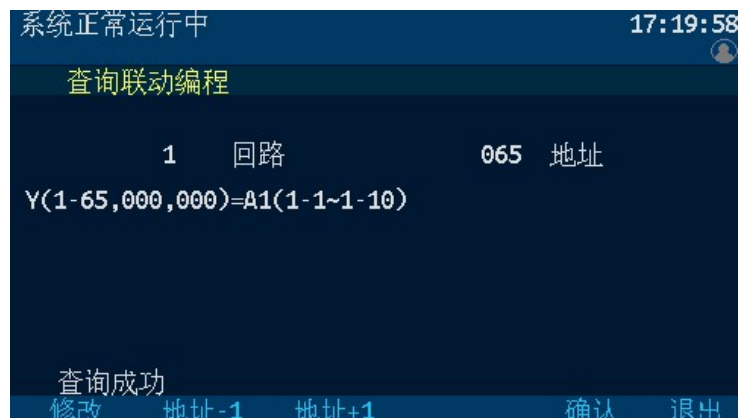 系统正常运行中 17:19:58
查询联动编程
1 回路 065 地址
Y(1-65,000,000)=A1(1-1~1-10)
查询成功
修改 地址-1 地址+1 确认 退出